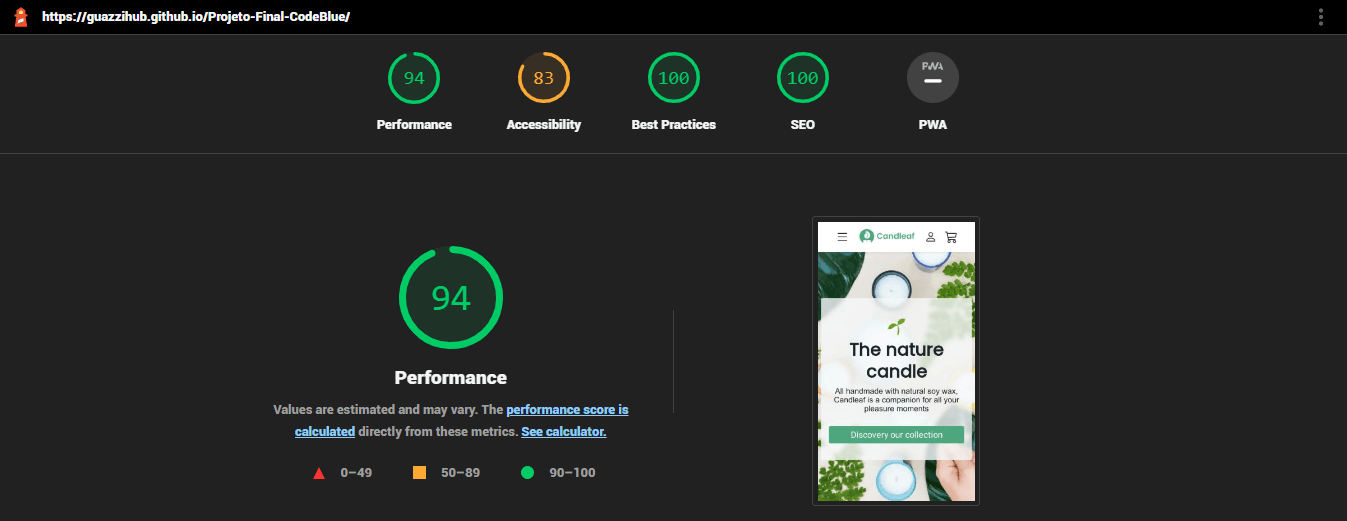 https://guazzihub.github.io/Projeto-Final-CodeBlue/
94
83
100
100
PWA
Performance
Accessibility
Best Practices
SEO
PWA
94
Performance
Values are estimated and may vary. The performance score is
calculated directly from these metrics. See calculator.
0–49
50–89
90–100
Candleaf
The nature
candle
All handmade with natural soy wax,
Candleaf is a companion for all your
pleasure moments
Discovery our collection